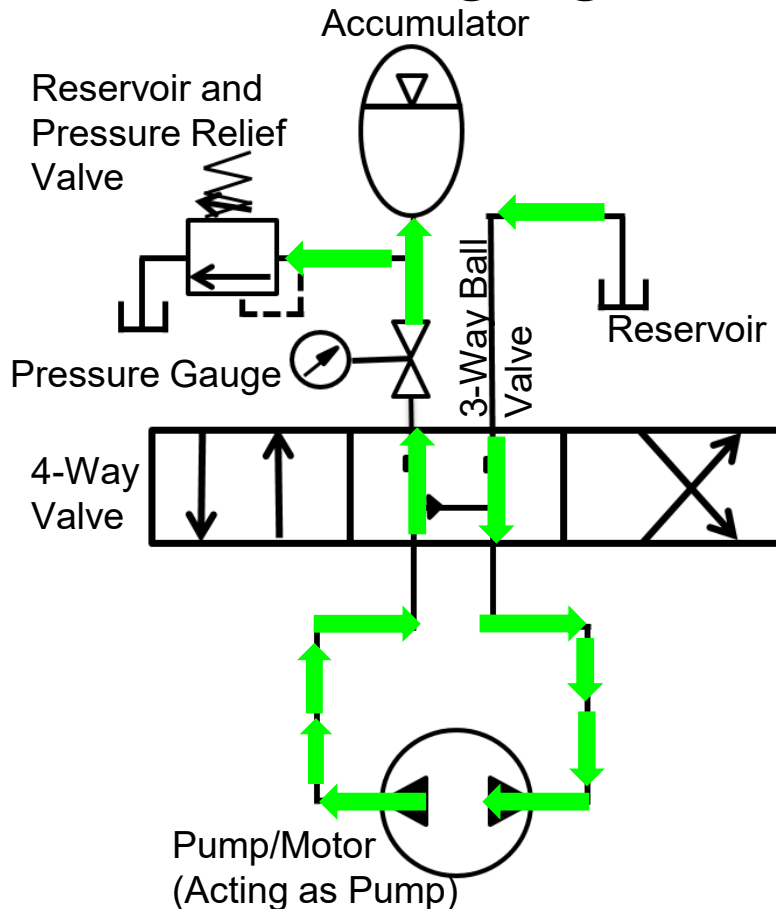 Accumulator
Reservoir and
Pressure Relief
Valve
3-Way Ball
Valve
Reservoir
Pressure Gauge
4-Way
Valve
Pump/Motor
(Acting as Pump)